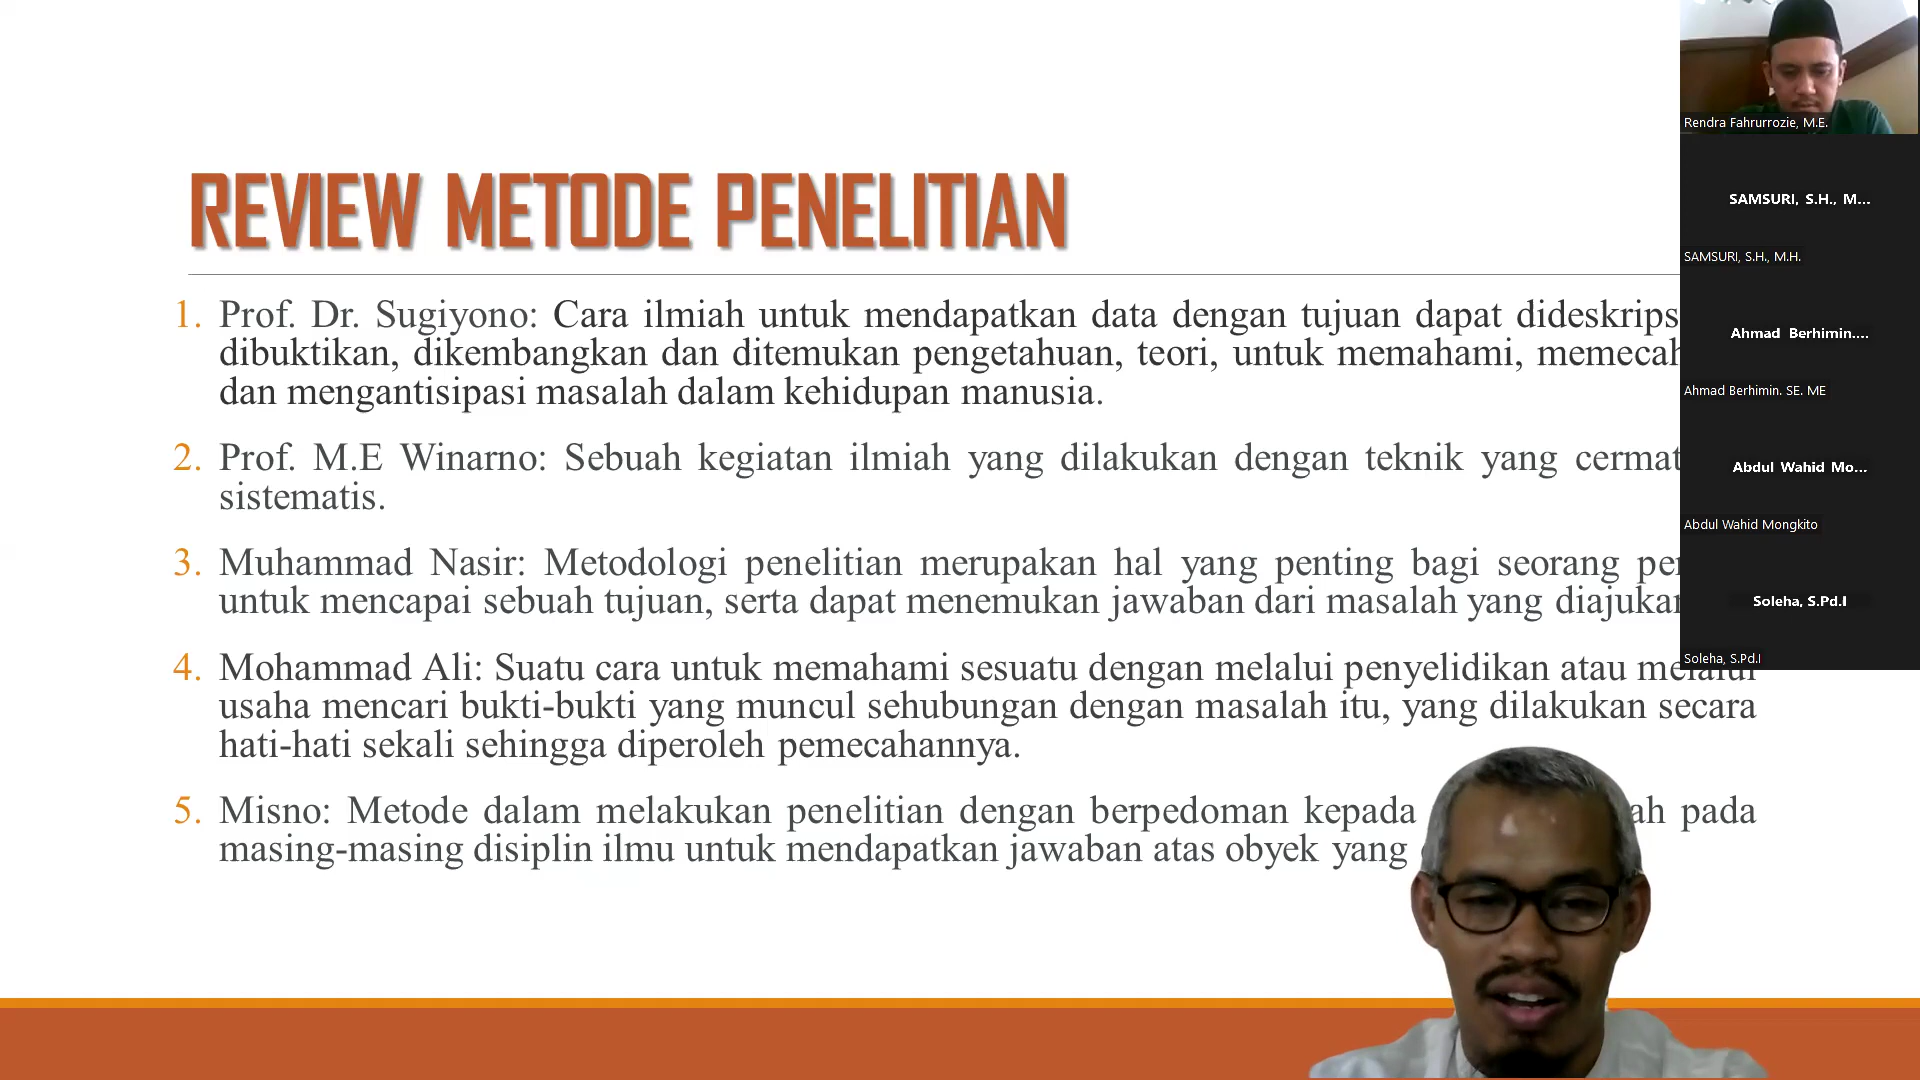 REVIEW METODE PENELITIAN
1. Prof. Dr. Sugiyono: Cara ilmiah untuk mendapatkan data dengan tujuan dapat
dibuktikan, dikembangkan dan ditemukan pengetahuan, teori, untuk memahami,
dan mengantisipasi masalah dalam kehidupan manusia.
2. Prof. M.E Winarno: Sebuah kegiatan ilmiah yang dilakukan dengan teknik yang cermat
sistematis.
3. Muhammad Nasir: Metodologi penelitian merupakan hal yang penting bagi seorang
untuk mencapai sebuah tujuan, serta dapat menemukan jawaban dari masalah yang
4. Mohammad Ali: Suatu cara untuk memahami sesuatu dengan melalui penyelidikan atau melalui
usaha mencari bukti-bukti yang muncul sehubungan dengan masalah itu, yang dilakukan secara
hati-hati sekali sehingga diperoleh pemecahannya.
5. Misno: Metode dalam melakukan penelitian dengan berpedoman kepada pada
masing-masing disiplin ilmu untuk mendapatkan jawaban atas obyek yang
Rendra Fahrurrozie, M.E.
SAMSURI, S.H., M...
SAMSURI, S.H., M.H.
Ahmad Berhimin....
Ahmad Berhimin. SE. ME
Abdul Wahid Mo...
Abdul Wahid Mongkito
Soleha, S.Pd.I
Soleha, S.Pd.I